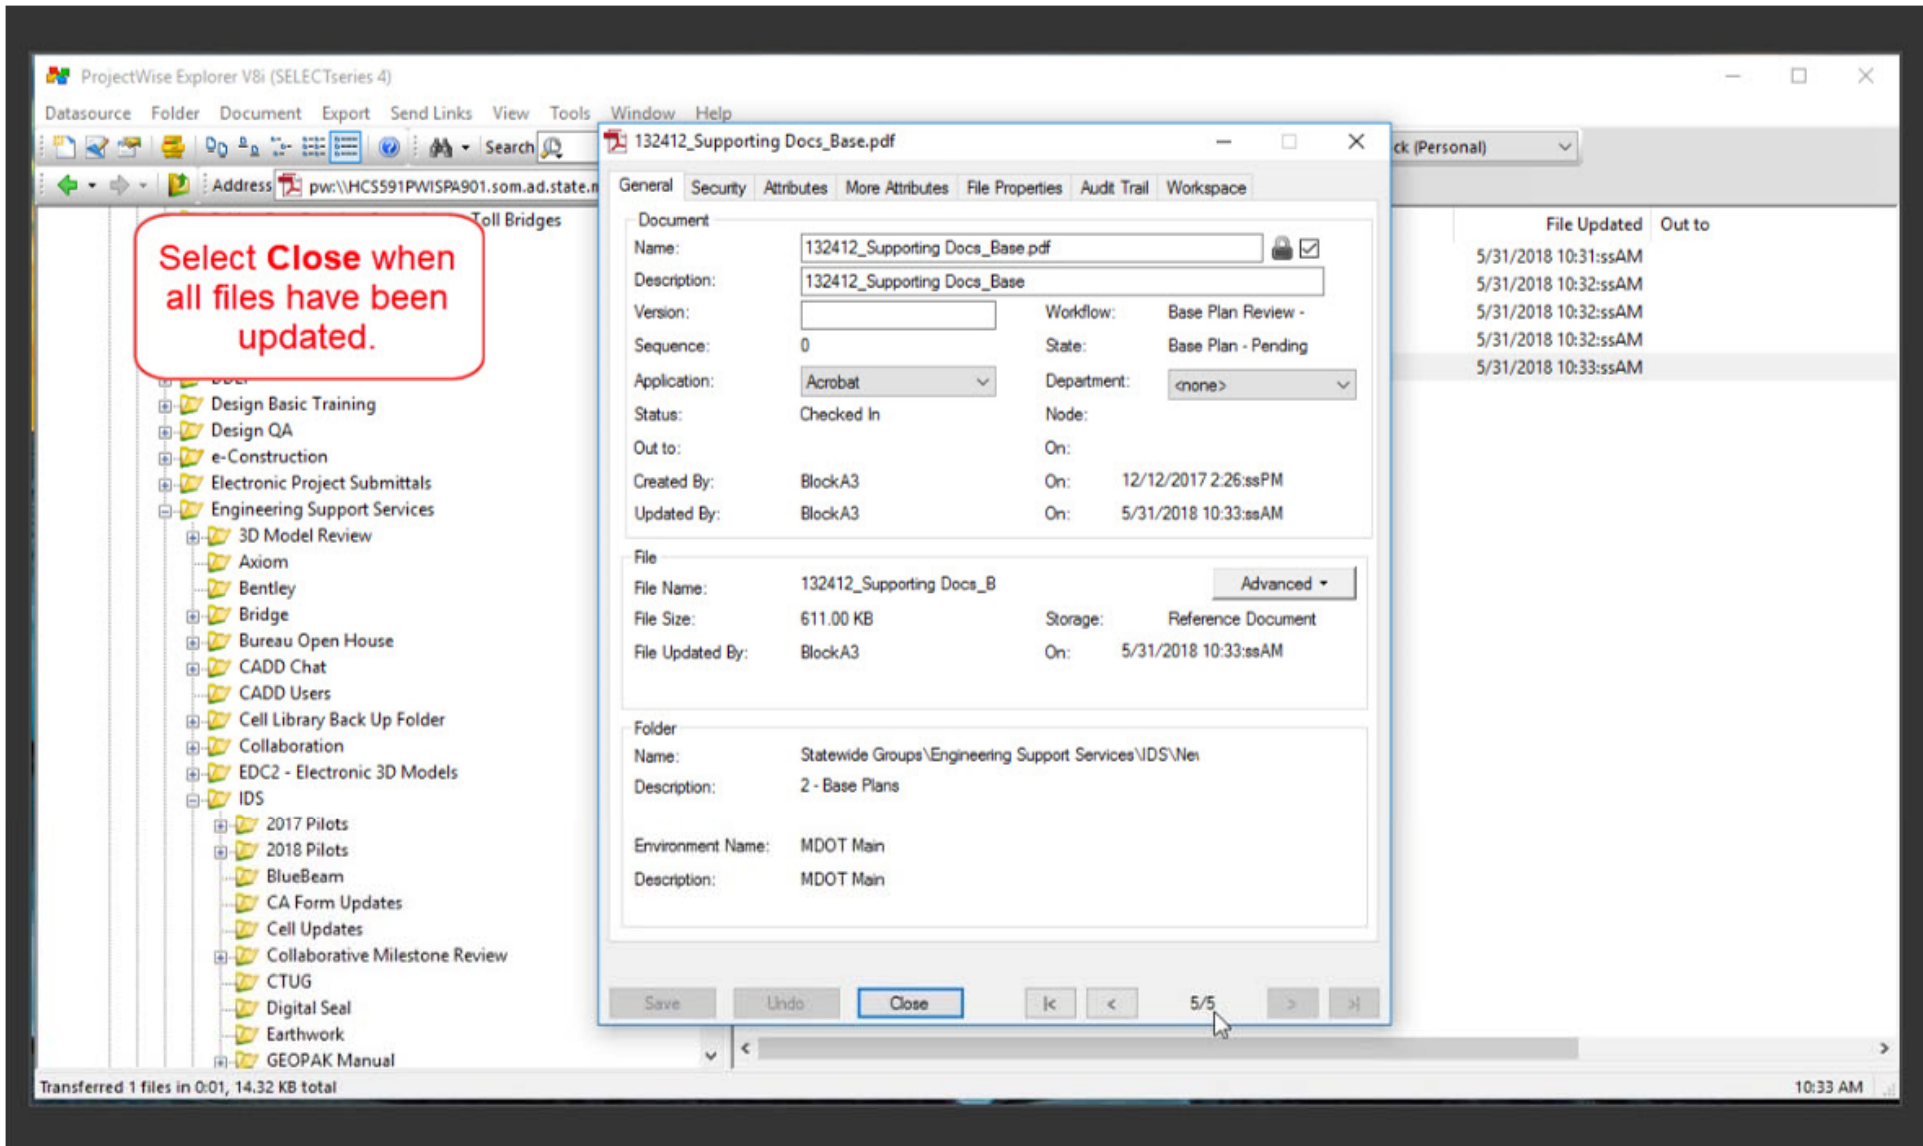 ProjectWise Explorer V8i (SELECTseries 4)
Datasource Folder Document Export Send Links View Tools Window Help
Search
ck (Personal)
Address pw:\\HCS591PWISPA901.som.ad.state.n
Toll Bridges
Select Close when
all files have been
updated.
Design Basic Training
Design QA
e-Construction
Electronic Project Submittals
Engineering Support Services
3D Model Review
Axiom
Bentley
Bridge
Bureau Open House
CADD Chat
CADD Users
Cell Library Back Up Folder
Collaboration
EDC2 - Electronic 3D Models
IDS
2017 Pilots
2018 Pilots
BlueBeam
CA Form Updates
Cell Updates
Collaborative Milestone Review
CTUG
Digital Seal
Earthwork
GEOPAK Manual
132412_Supporting Docs_Base.pdf
General Security Attributes More Attributes File Properties Audit Trail Workspace
Document
Name: 132412_Supporting Docs_Base.pdf
Description: 132412_Supporting Docs_Base
Version: Workflow: Base Plan Review -
Sequence: 0 State: Base Plan - Pending
Application: Acrobat Department: <none>
Status: Checked In Node:
Out to: On:
Created By: BlockA3 On: 12/12/2017 2:26:ssPM
Updated By: BlockA3 On: 5/31/2018 10:33:ssAM
File
File Name: 132412_Supporting Docs_B Advanced
File Size: 611.00 KB Storage: Reference Document
File Updated By: BlockA3 On: 5/31/2018 10:33:ssAM
Folder
Name: Statewide Groups\Engineering Support Services\IDS\Nev
Description: 2 - Base Plans
Environment Name: MDOT Main
Description: MDOT Main
Save Undo Close |< < 5/5 > >|
File Updated Out to
5/31/2018 10:31:ssAM
5/31/2018 10:32:ssAM
5/31/2018 10:32:ssAM
5/31/2018 10:32:ssAM
5/31/2018 10:33:ssAM
Transferred 1 files in 0:01, 14.32 KB total
10:33 AM